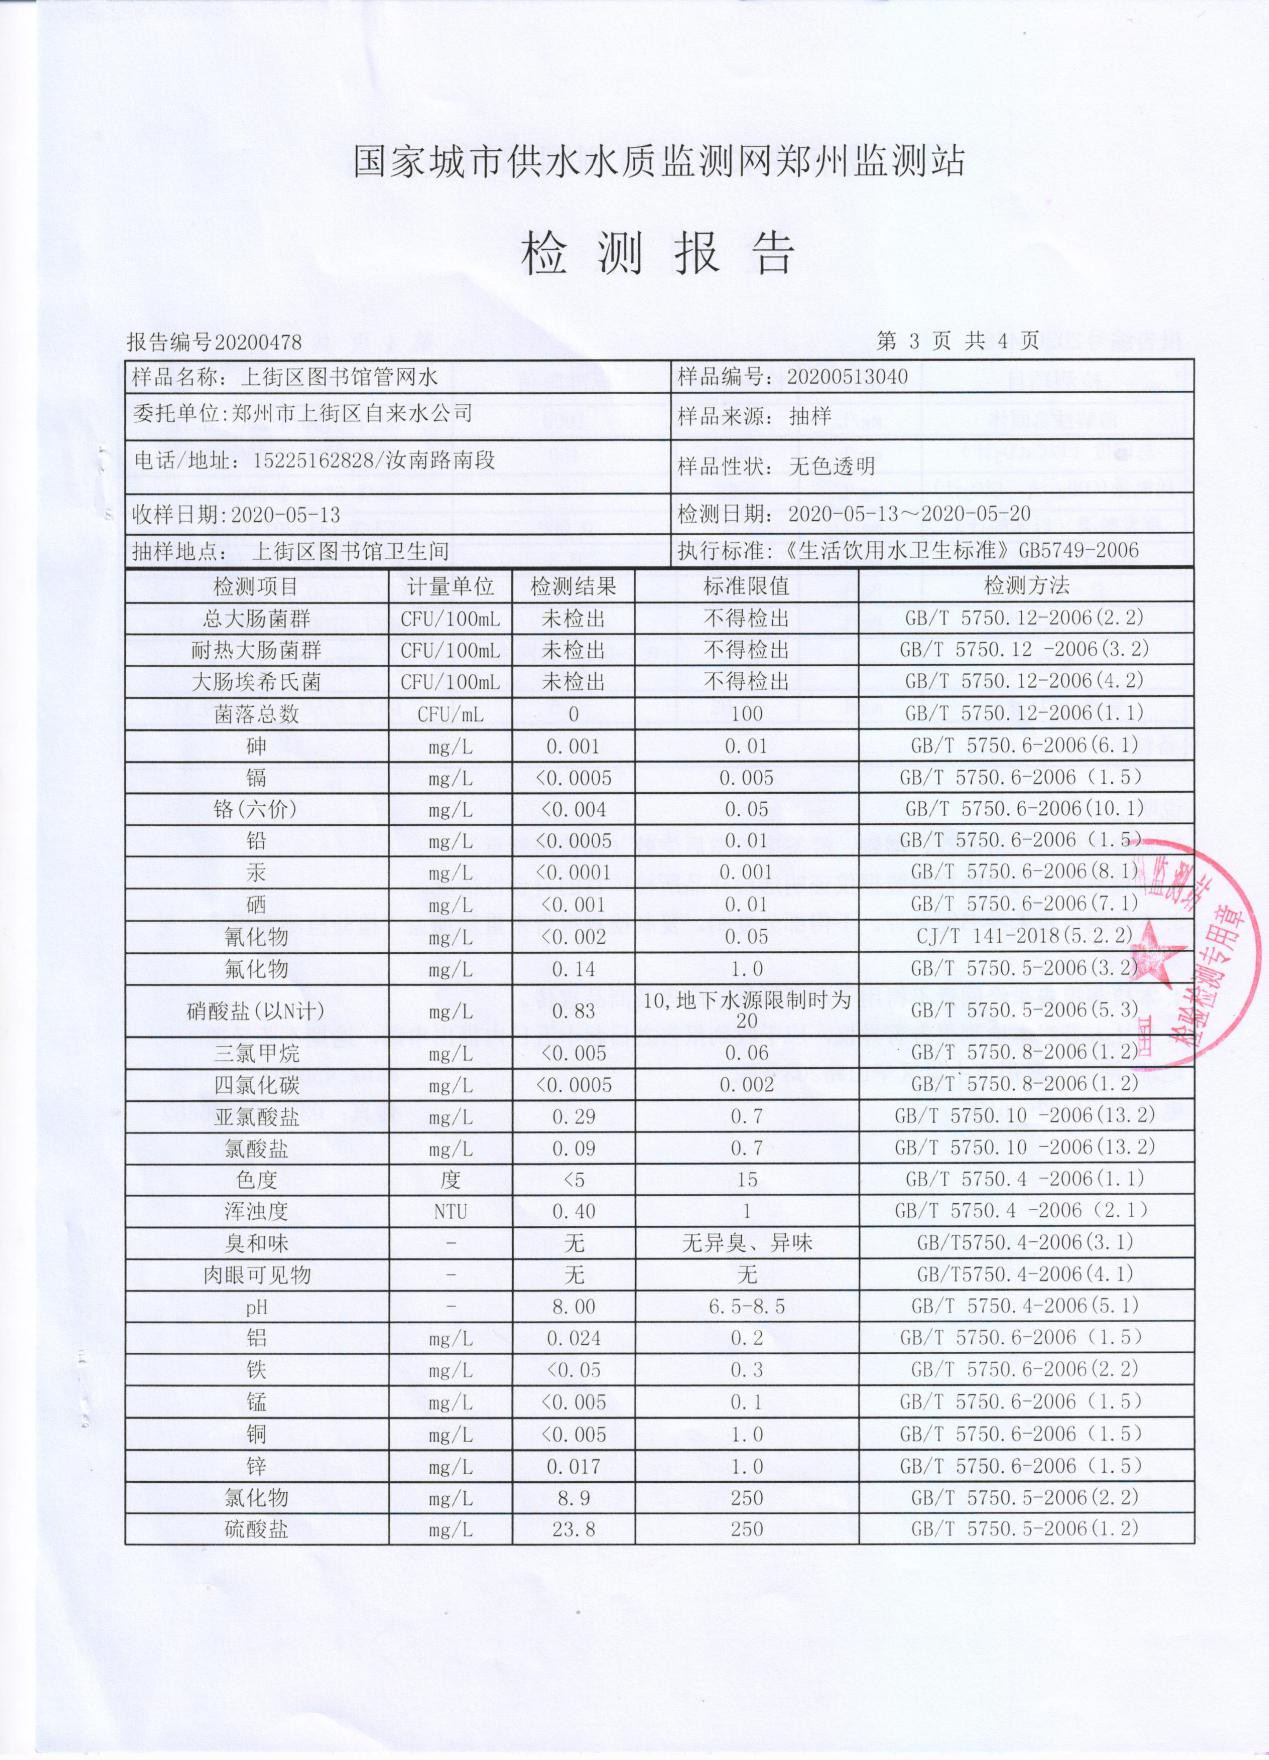 国家城市供水水质监测网郑州监测站
检 测 报 告
报告编号20200478 第 3 页 共 4 页
样品名称: 上街区图书馆管网水 样品编号: 20200513040
委托单位:郑州市上街区自来水公司 样品来源: 抽样
电话/地址: 15225162828/汝南路南段 样品性状: 无色透明
收样日期:2020-05-13 检测日期: 2020-05-13～2020-05-20
抽样地点: 上街区图书馆卫生间 执行标准:《生活饮用水卫生标准》GB5749-2006
检测项目 计量单位 检测结果 标准限值 检测方法
总大肠菌群 CFU/100mL 未检出 不得检出 GB/T 5750.12-2006(2.2)
耐热大肠菌群 CFU/100mL 未检出 不得检出 GB/T 5750.12 -2006(3.2)
大肠埃希氏菌 CFU/100mL 未检出 不得检出 GB/T 5750.12-2006(4.2)
菌落总数 CFU/mL 0 100 GB/T 5750.12-2006(1.1)
砷 mg/L 0.001 0.01 GB/T 5750.6-2006(6.1)
镉 mg/L <0.0005 0.005 GB/T 5750.6-2006（1.5）
铬(六价) mg/L <0.004 0.05 GB/T 5750.6-2006(10.1)
铅 mg/L <0.0005 0.01 GB/T 5750.6-2006（1.5）
汞 mg/L <0.0001 0.001 GB/T 5750.6-2006(8.1)
硒 mg/L <0.001 0.01 GB/T 5750.6-2006(7.1)
氰化物 mg/L <0.002 0.05 CJ/T 141-2018(5.2.2)
氟化物 mg/L 0.14 1.0 GB/T 5750.5-2006(3.2)
硝酸盐(以N计) mg/L 0.83 10,地下水源限制时为20 GB/T 5750.5-2006(5.3)
三氯甲烷 mg/L <0.005 0.06 GB/T 5750.8-2006(1.2)
四氯化碳 mg/L <0.0005 0.002 GB/T 5750.8-2006(1.2)
亚氯酸盐 mg/L 0.29 0.7 GB/T 5750.10 -2006(13.2)
氯酸盐 mg/L 0.09 0.7 GB/T 5750.10 -2006(13.2)
色度 度 <5 15 GB/T 5750.4 -2006(1.1)
浑浊度 NTU 0.40 1 GB/T 5750.4 -2006（2.1）
臭和味 - 无 无异臭、异味 GB/T5750.4-2006(3.1)
肉眼可见物 - 无 无 GB/T5750.4-2006(4.1)
pH - 8.00 6.5-8.5 GB/T 5750.4-2006(5.1)
铝 mg/L 0.024 0.2 GB/T 5750.6-2006（1.5）
铁 mg/L <0.05 0.3 GB/T 5750.6-2006(2.2)
锰 mg/L <0.005 0.1 GB/T 5750.6-2006（1.5）
铜 mg/L <0.005 1.0 GB/T 5750.6-2006（1.5）
锌 mg/L 0.017 1.0 GB/T 5750.6-2006（1.5）
氯化物 mg/L 8.9 250 GB/T 5750.5-2006(2.2)
硫酸盐 mg/L 23.8 250 GB/T 5750.5-2006(1.2)
监测站
检验检测专用章